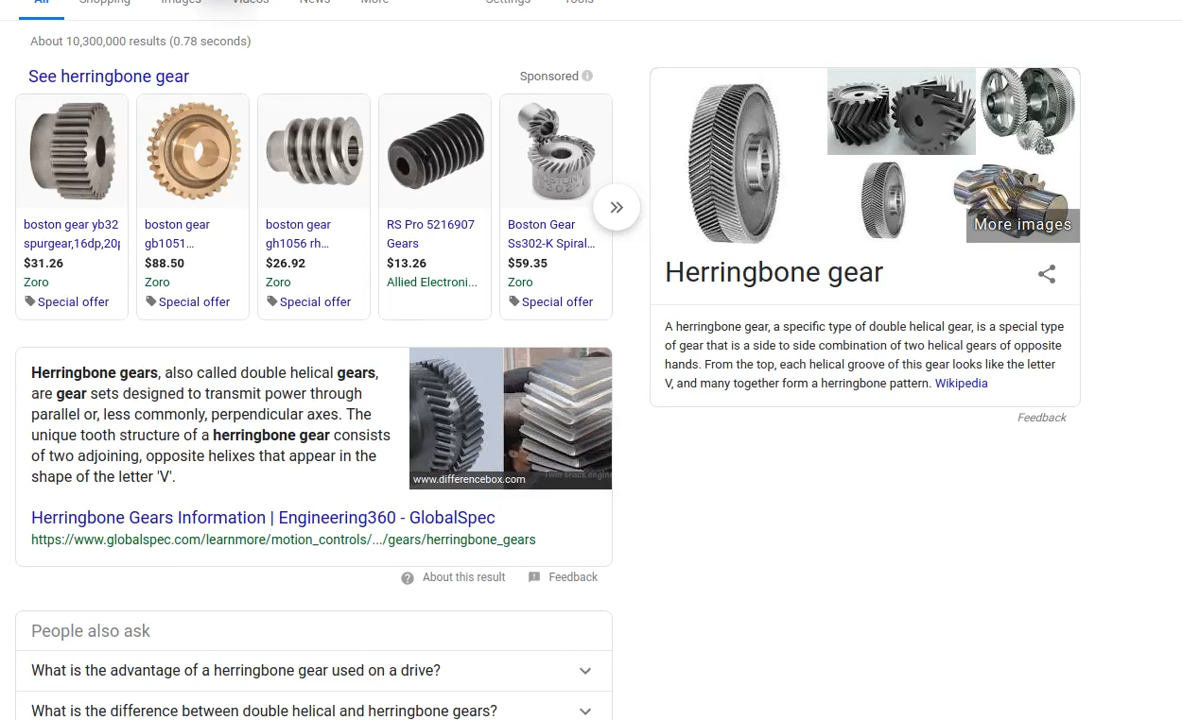 All Shopping Images Videos News More Settings Tools
About 10,300,000 results (0.78 seconds)
See herringbone gear
Sponsored
boston gear yb32
spurgear,16dp,20p
$31.26
Zoro
Special offer
boston gear
gb1051...
$88.50
Zoro
Special offer
boston gear
gh1056 rh...
$26.92
Zoro
Special offer
RS Pro 5216907
Gears
$13.26
Allied Electroni...
Boston Gear
Ss302-K Spiral...
$59.35
Zoro
Special offer
Herringbone gears, also called double helical gears,
are gear sets designed to transmit power through
parallel or, less commonly, perpendicular axes. The
unique tooth structure of a herringbone gear consists
of two adjoining, opposite helixes that appear in the
shape of the letter 'V'.
www.differencebox.com
Herringbone Gears Information | Engineering360 - GlobalSpec
https://www.globalspec.com/learnmore/motion_controls/.../gears/herringbone_gears
About this result Feedback
People also ask
What is the advantage of a herringbone gear used on a drive?
What is the difference between double helical and herringbone gears?
More images
Herringbone gear
A herringbone gear, a specific type of double helical gear, is a special type
of gear that is a side to side combination of two helical gears of opposite
hands. From the top, each helical groove of this gear looks like the letter
V, and many together form a herringbone pattern. Wikipedia
Feedback